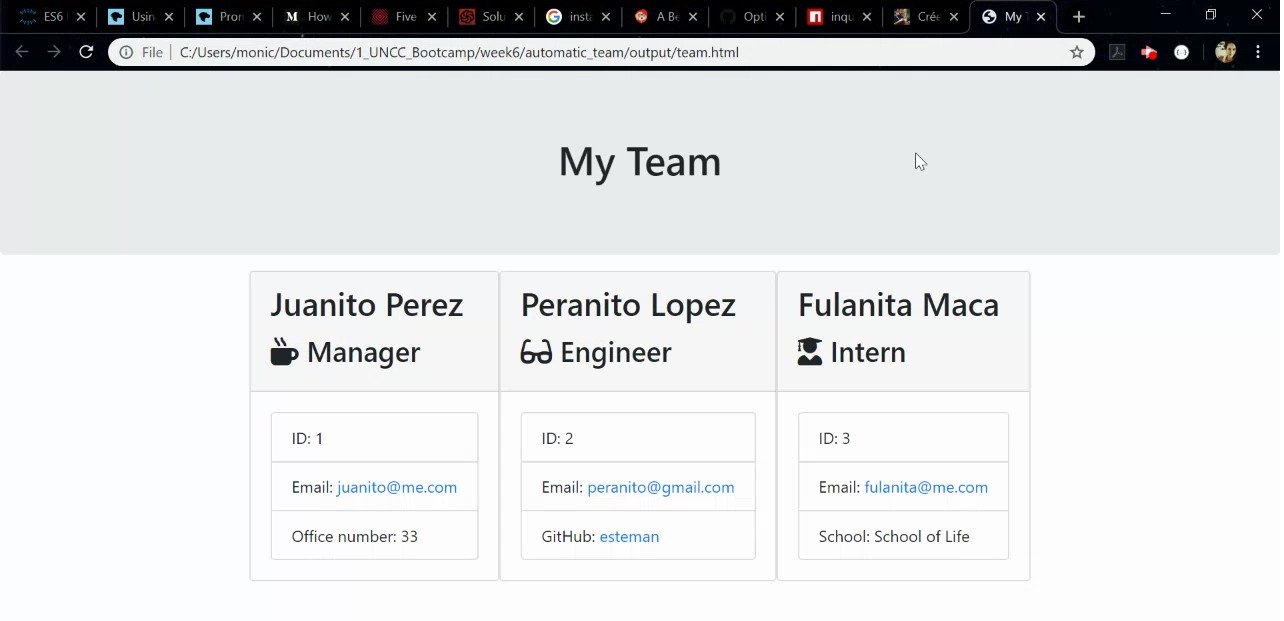 ES6
Usin
Pron
How
Five
Solu
insta
A Be
Opti
inqu
Crée
My T
File
C:/Users/monic/Documents/1_UNCC_Bootcamp/week6/automatic_team/output/team.html
My Team
Juanito Perez
Manager
ID: 1
Email: juanito@me.com
Office number: 33
Peranito Lopez
Engineer
ID: 2
Email: peranito@gmail.com
GitHub: esteman
Fulanita Maca
Intern
ID: 3
Email: fulanita@me.com
School: School of Life